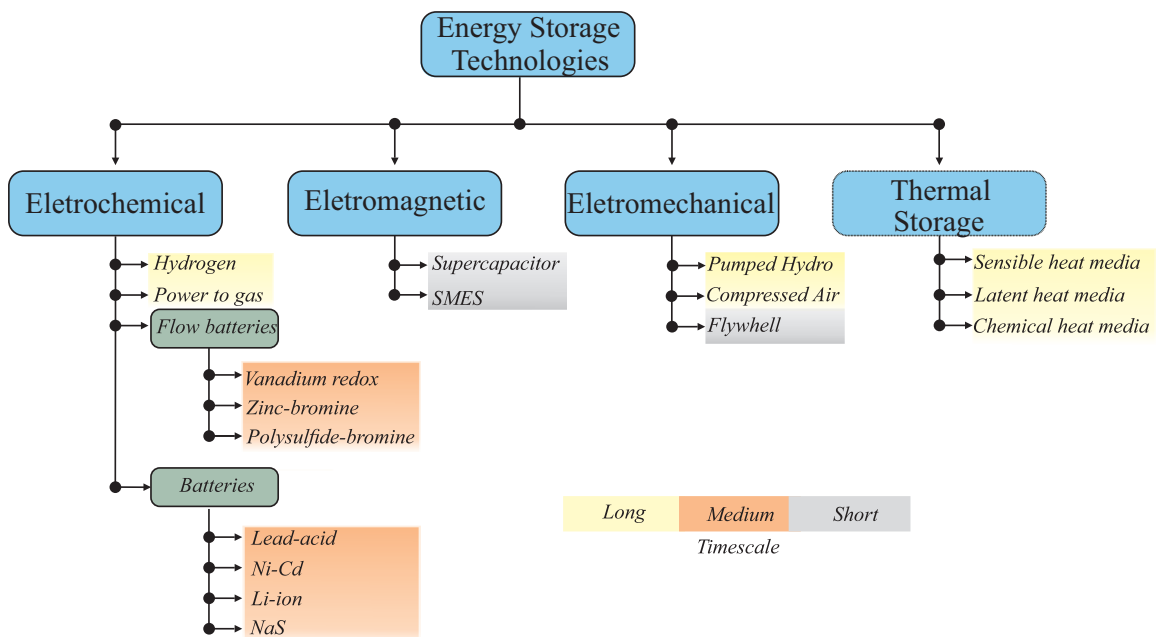 Energy Storage
Technologies
Eletrochemical
Eletromagnetic
Eletromechanical
Thermal
Storage
Hydrogen
Power to gas
Flow batteries
Vanadium redox
Zinc-bromine
Polysulfide-bromine
Batteries
Lead-acid
Ni-Cd
Li-ion
NaS
Supercapacitor
SMES
Pumped Hydro
Compressed Air
Flywhell
Sensible heat media
Latent heat media
Chemical heat media
Long
Medium
Short
Timescale